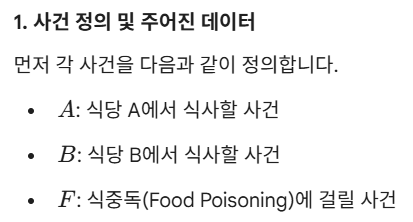 1. 사건 정의 및 주어진 데이터
먼저 각 사건을 다음과 같이 정의합니다.
• A: 식당 A에서 식사할 사건
• B: 식당 B에서 식사할 사건
• F: 식중독(Food Poisoning)에 걸릴 사건